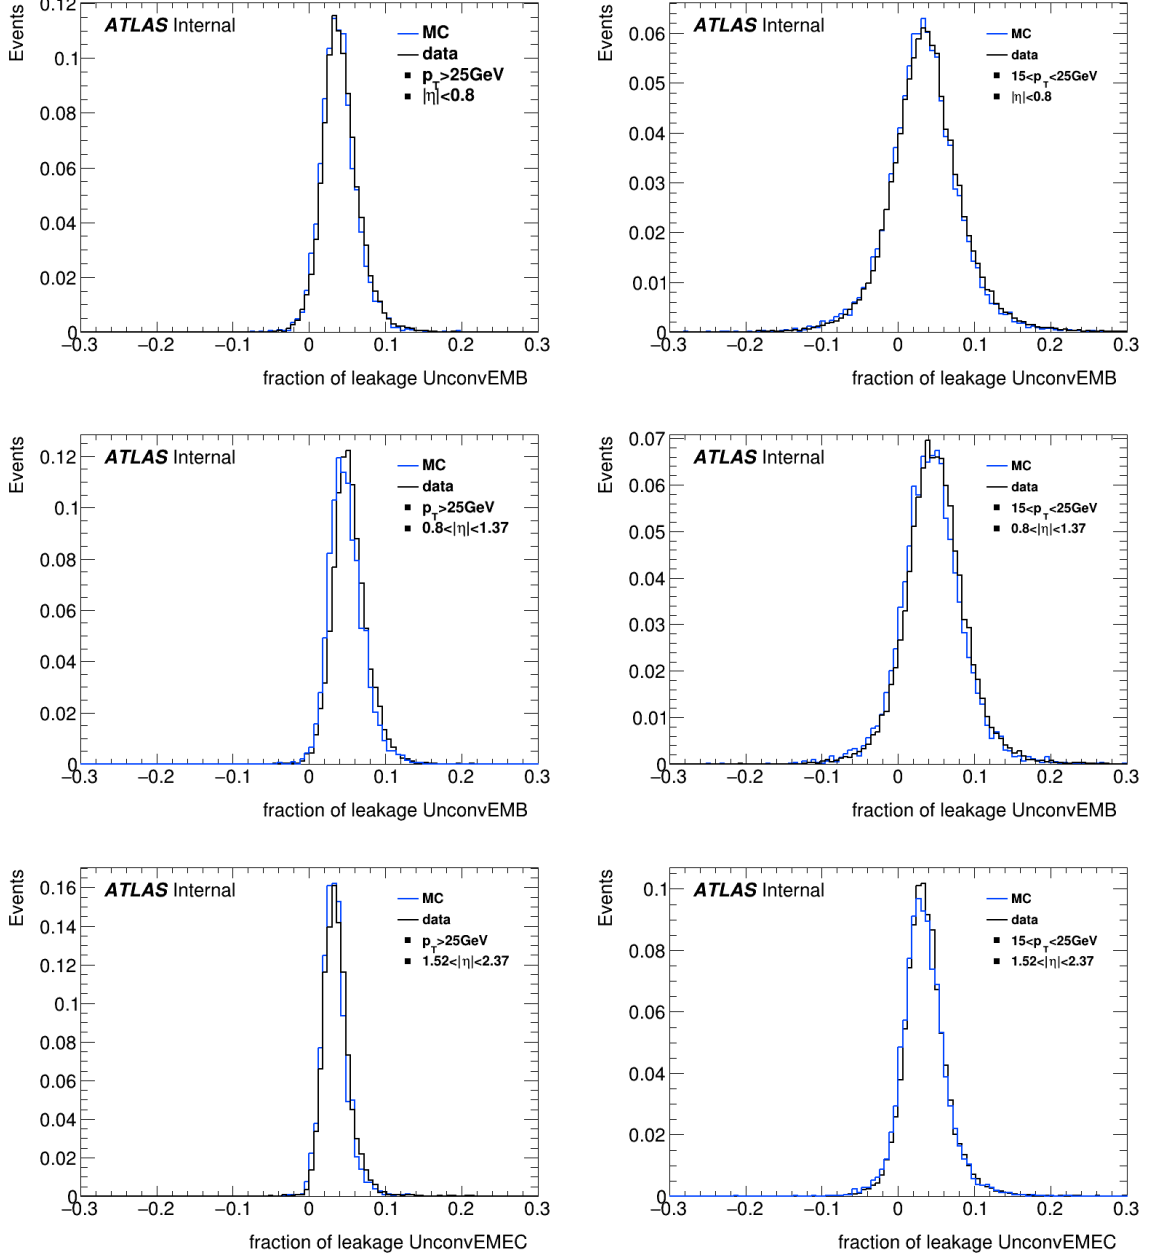 0.12
0.1
0.08
0.06
0.04
0.02
0
Events
ATLAS Internal
MC
data
pT>25GeV
|η|<0.8
−0.3 −0.2 −0.1 0 0.1 0.2 0.3
fraction of leakage UnconvEMB
0.06
0.05
0.04
0.03
0.02
0.01
0
Events
ATLAS Internal
MC
data
15<pT<25GeV
|η|<0.8
−0.3 −0.2 −0.1 0 0.1 0.2 0.3
fraction of leakage UnconvEMB
0.12
0.1
0.08
0.06
0.04
0.02
0
Events
ATLAS Internal
MC
data
pT>25GeV
0.8<|η|<1.37
−0.3 −0.2 −0.1 0 0.1 0.2 0.3
fraction of leakage UnconvEMB
0.07
0.06
0.05
0.04
0.03
0.02
0.01
0
Events
ATLAS Internal
MC
data
15<pT<25GeV
0.8<|η|<1.37
−0.3 −0.2 −0.1 0 0.1 0.2 0.3
fraction of leakage UnconvEMB
0.16
0.14
0.12
0.1
0.08
0.06
0.04
0.02
0
Events
ATLAS Internal
MC
data
pT>25GeV
1.52<|η|<2.37
−0.3 −0.2 −0.1 0 0.1 0.2 0.3
fraction of leakage UnconvEMEC
0.1
0.08
0.06
0.04
0.02
0
Events
ATLAS Internal
MC
data
15<pT<25GeV
1.52<|η|<2.37
−0.3 −0.2 −0.1 0 0.1 0.2 0.3
fraction of leakage UnconvEMEC